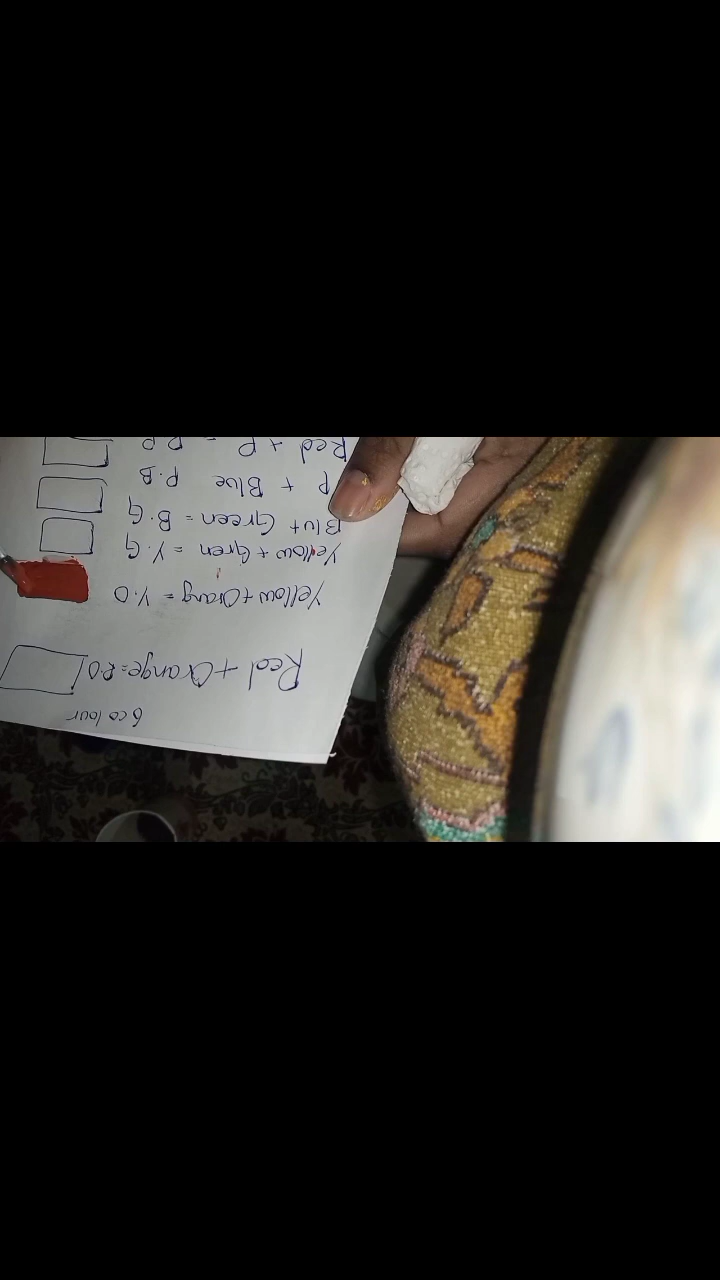 6 colour
Red + Orange = R.O
Yellow + Orang = Y.O
Yellow + Gren = Y.G
Blu + Green = B.G
P + Blue P.B
Red + P = R.P